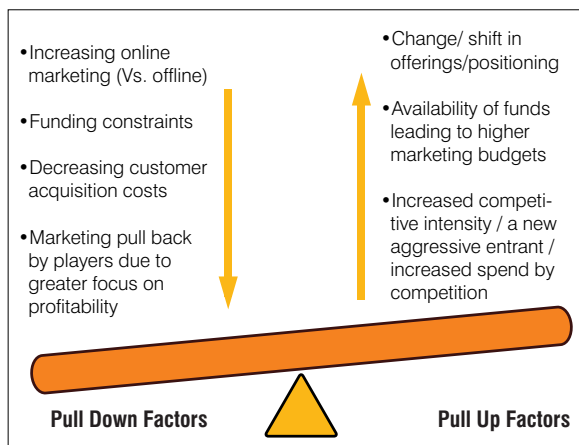 •Increasing online
marketing (Vs. offline)
•Funding constraints
•Decreasing customer
acquisition costs
•Marketing pull back
by players due to
greater focus on
profitability
•Change/ shift in
offerings/positioning
•Availability of funds
leading to higher
marketing budgets
•Increased competi-
tive intensity / a new
aggressive entrant /
increased spend by
competition
Pull Down Factors
Pull Up Factors